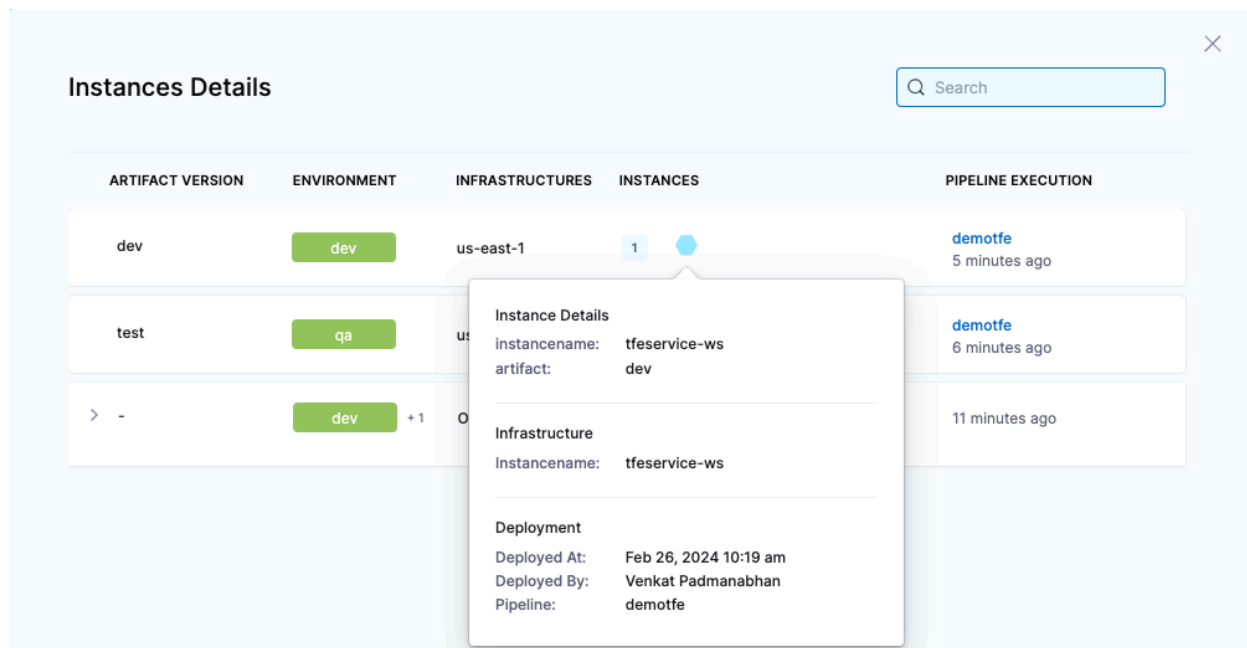 Instances Details
Search
ARTIFACT VERSION ENVIRONMENT INFRASTRUCTURES INSTANCES PIPELINE EXECUTION
dev dev us-east-1 1 demotfe
5 minutes ago
test qa demotfe
6 minutes ago
- dev +1 11 minutes ago
Instance Details
instancename: tfeservice-ws
artifact: dev
Infrastructure
Instancename: tfeservice-ws
Deployment
Deployed At: Feb 26, 2024 10:19 am
Deployed By: Venkat Padmanabhan
Pipeline: demotfe